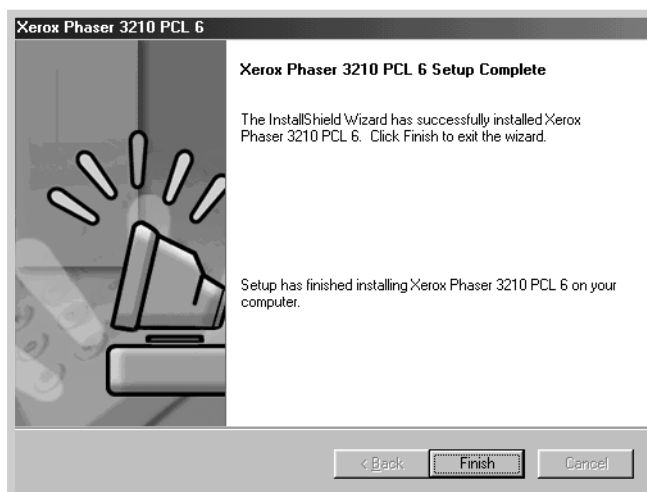 Xerox Phaser 3210 PCL 6
Xerox Phaser 3210 PCL 6 Setup Complete
The InstallShield Wizard has successfully installed Xerox
Phaser 3210 PCL 6.  Click Finish to exit the wizard.
Setup has finished installing Xerox Phaser 3210 PCL 6 on your
computer.
< Back
Finish
Cancel